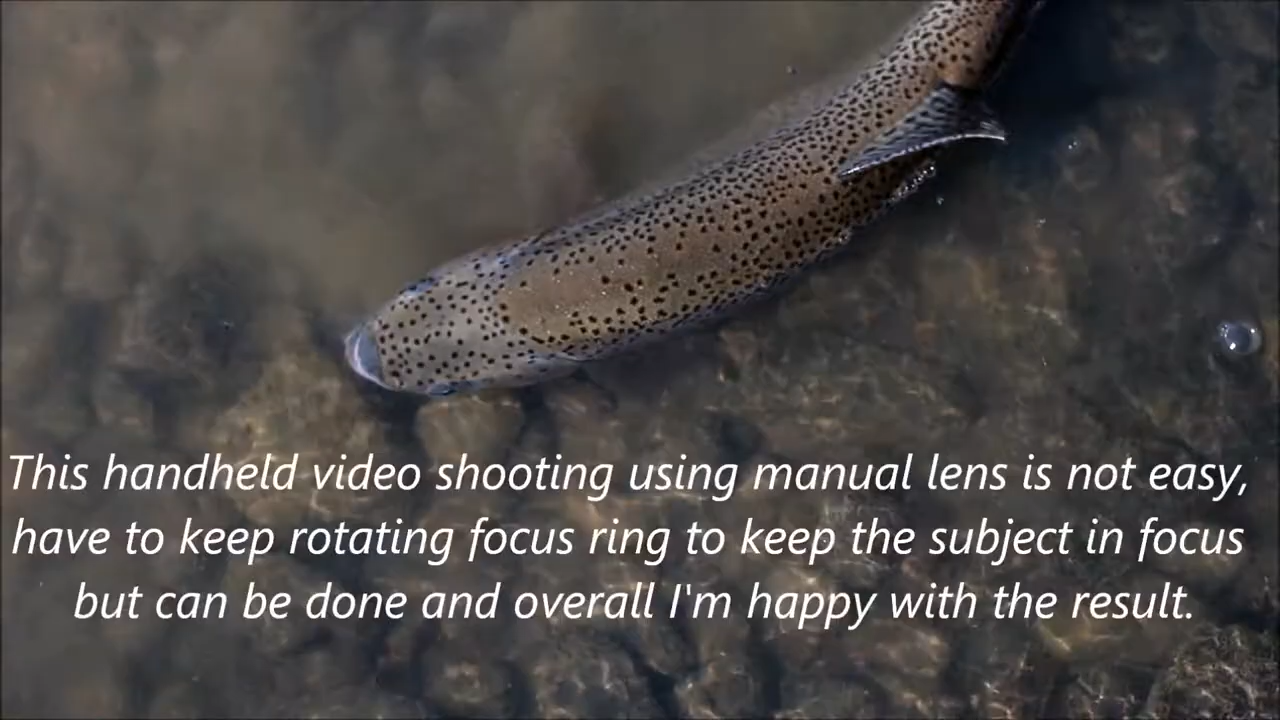 This handheld video shooting using manual lens is not easy,
have to keep rotating focus ring to keep the subject in focus
but can be done and overall I'm happy with the result.